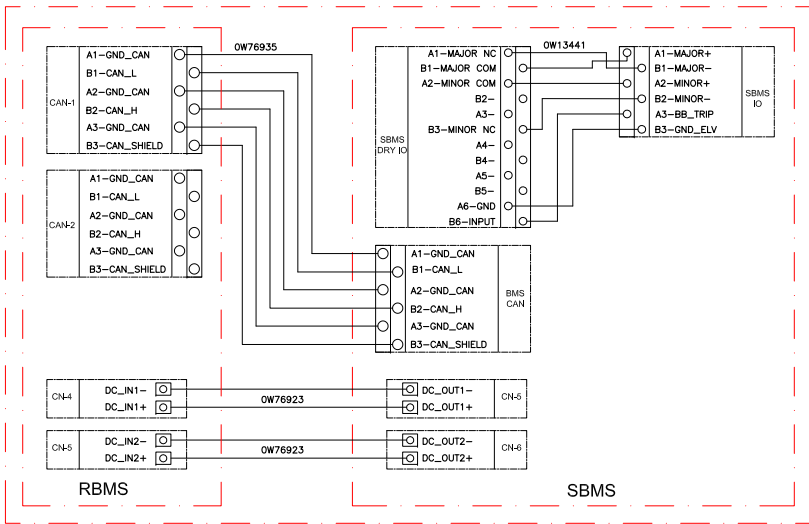 CAN-1
A1-GND_CAN
B1-CAN_L
A2-GND_CAN
B2-CAN_H
A3-GND_CAN
B3-CAN_SHIELD
0W76935
CAN-2
A1-GND_CAN
B1-CAN_L
A2-GND_CAN
B2-CAN_H
A3-GND_CAN
B3-CAN_SHIELD
SBMS
DRY IO
A1-MAJOR NC
B1-MAJOR COM
A2-MINOR COM
B2-
A3-
B3-MINOR NC
A4-
B4-
A5-
B5-
A6-GND
B6-INPUT
0W13441
A1-MAJOR+
B1-MAJOR-
A2-MINOR+
B2-MINOR-
A3-BB_TRIP
B3-GND_ELV
SBMS
IO
A1-GND_CAN
B1-CAN_L
A2-GND_CAN
B2-CAN_H
A3-GND_CAN
B3-CAN_SHIELD
BMS
CAN
CN-4
DC_IN1-
DC_IN1+
0W76923
DC_OUT1-
DC_OUT1+
CN-5
CN-5
DC_IN2-
DC_IN2+
0W76923
DC_OUT2-
DC_OUT2+
CN-6
RBMS
SBMS